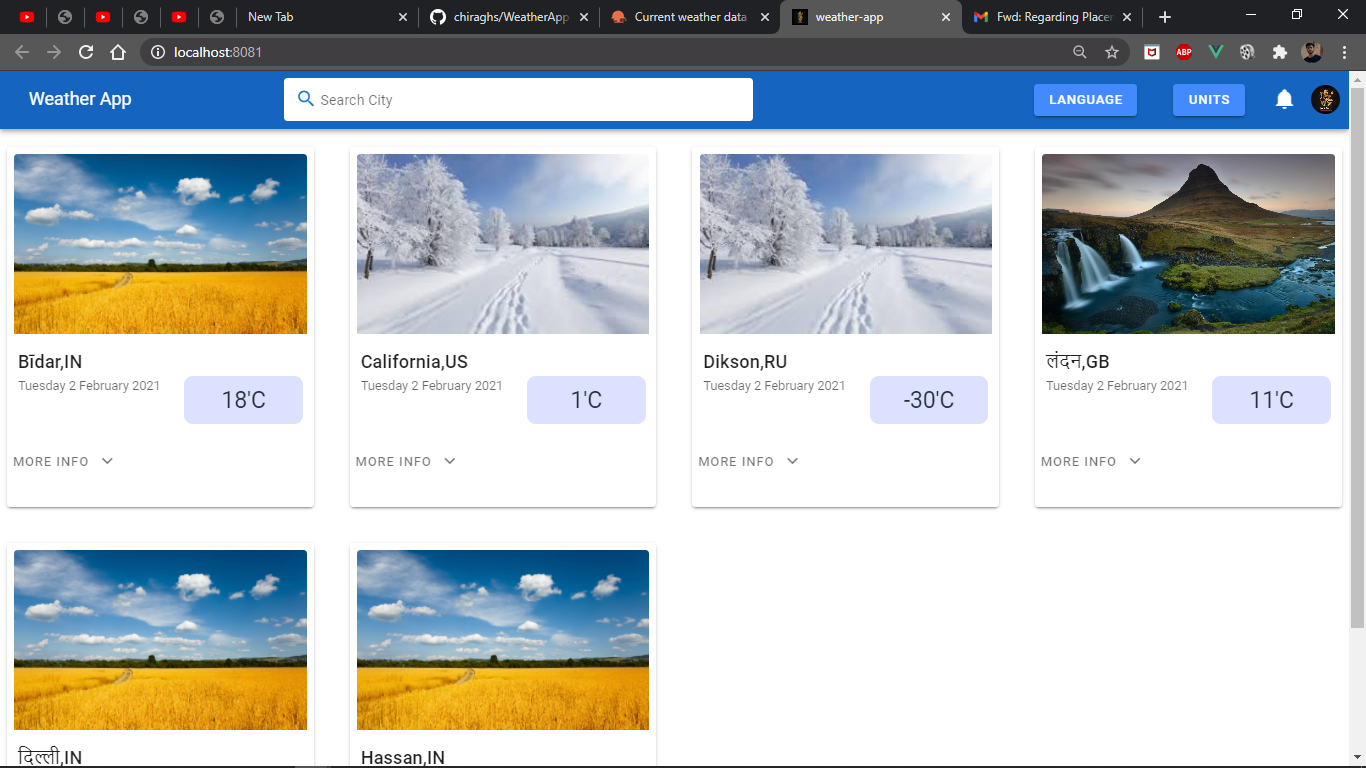 New Tab
chiraghs/WeatherApp
Current weather data
weather-app
Fwd: Regarding Placer
localhost:8081
ABP
Weather App
Search City
LANGUAGE
UNITS
Bīdar,IN
Tuesday 2 February 2021
18'C
MORE INFO
California,US
Tuesday 2 February 2021
1'C
MORE INFO
Dikson,RU
Tuesday 2 February 2021
-30'C
MORE INFO
लंदन,GB
Tuesday 2 February 2021
11'C
MORE INFO
दिल्ली,IN
Hassan,IN